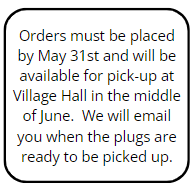 Orders must be placed
by May 31st and will be
available for pick-up at
Village Hall in the middle
of June.  We will email
you when the plugs are
ready to be picked up.